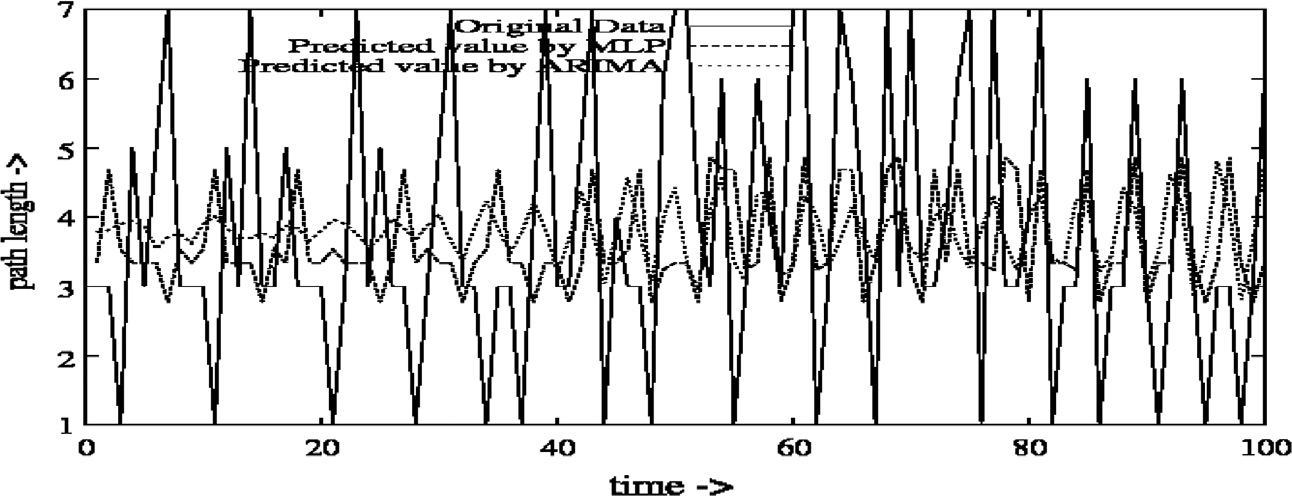 7
Original Data
Predicted value by MLP
Predicted value by ARIMA
6
5
4
3
2
1
path length ->
0 20 40 60 80 100
time ->